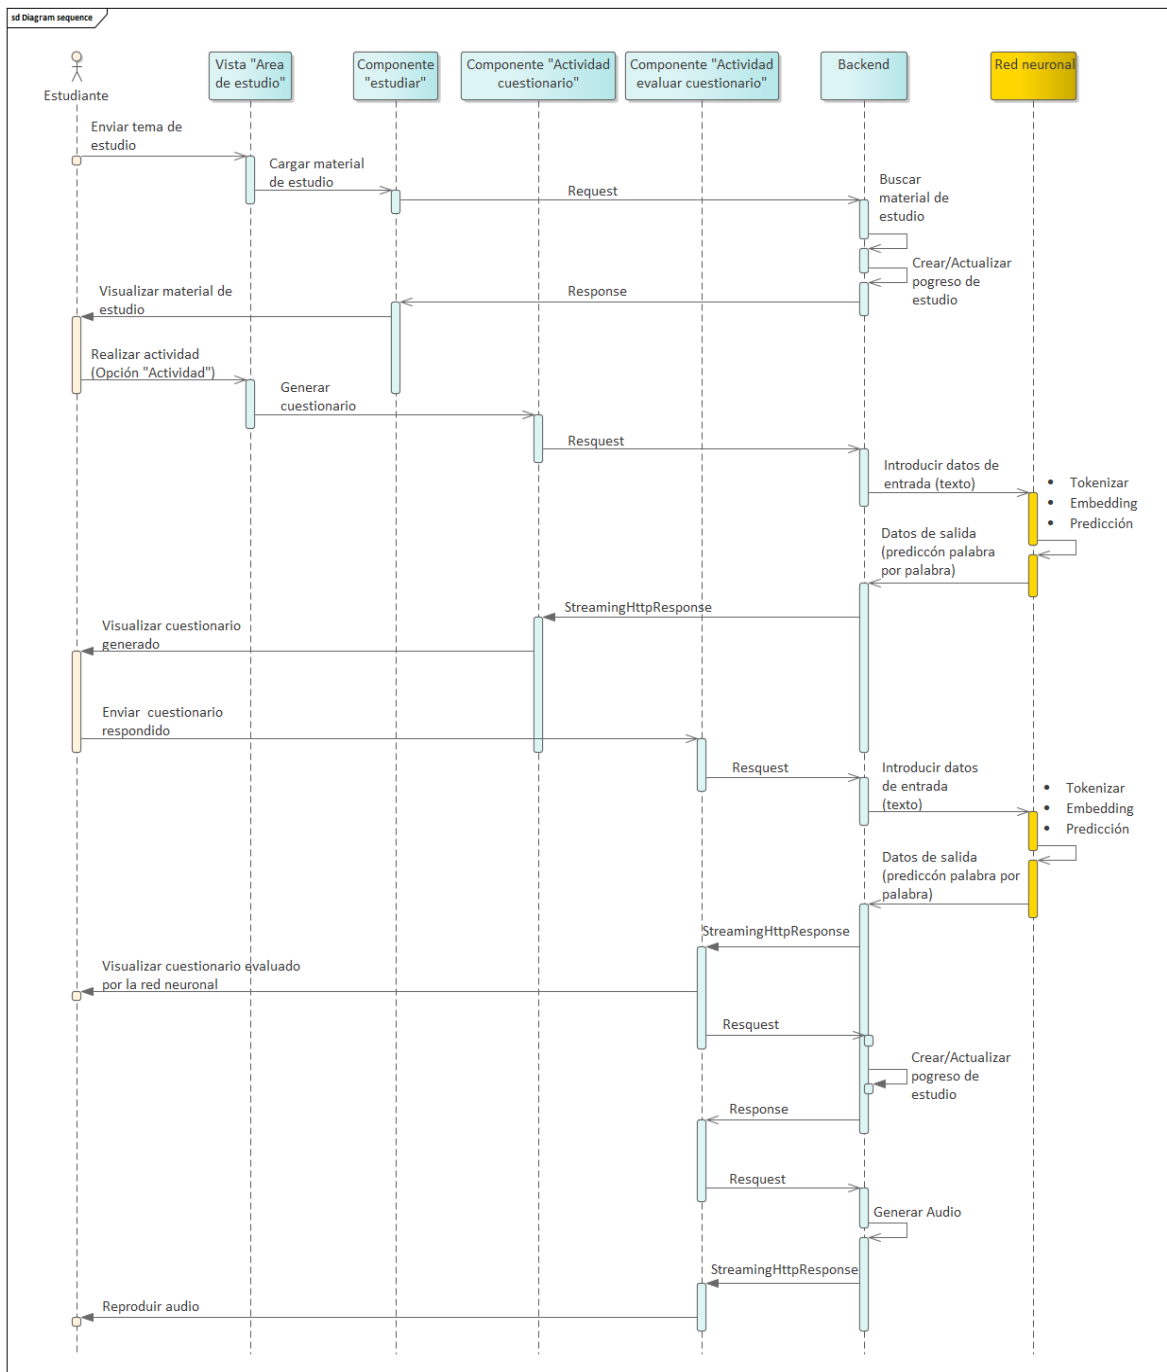 sd Diagram sequence
Estudiante
Vista "Area
de estudio"
Componente
"estudiar"
Componente "Actividad
cuestionario"
Componente "Actividad
evaluar cuestionario"
Backend
Red neuronal
Enviar tema de
estudio
Cargar material
de estudio
Request
Buscar
material de
estudio
Crear/Actualizar
pogreso de
estudio
Response
Visualizar material de
estudio
Realizar actividad
(Opción "Actividad")
Generar
cuestionario
Resquest
Introducir datos de
entrada (texto)
• Tokenizar
• Embedding
• Predicción
Datos de salida
(prediccón palabra
por palabra)
StreamingHttpResponse
Visualizar cuestionario
generado
Enviar cuestionario
respondido
Resquest
Introducir datos
de entrada
(texto)
• Tokenizar
• Embedding
• Predicción
Datos de salida
(prediccón palabra por
palabra)
StreamingHttpResponse
Visualizar cuestionario evaluado
por la red neuronal
Resquest
Crear/Actualizar
pogreso de
estudio
Response
Resquest
Generar Audio
StreamingHttpResponse
Reproduir audio